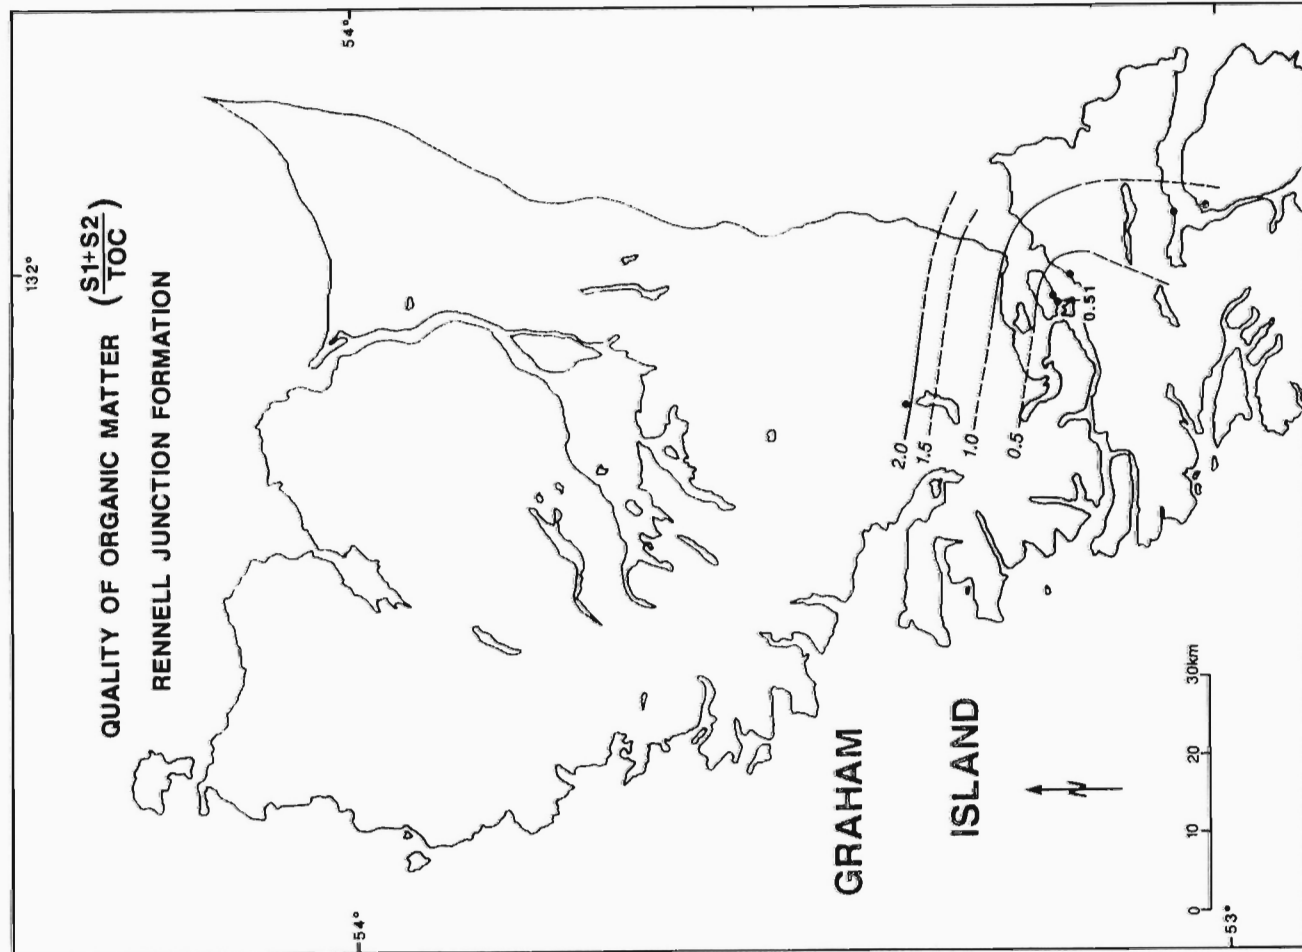 QUALITY OF ORGANIC MATTER (S1+S2 / TOC)
RENNELL JUNCTION FORMATION
132°
54°
54°
53°
2.0
1.5
1.0
0.5
0.51
GRAHAM
ISLAND
N
0 10 20 30km